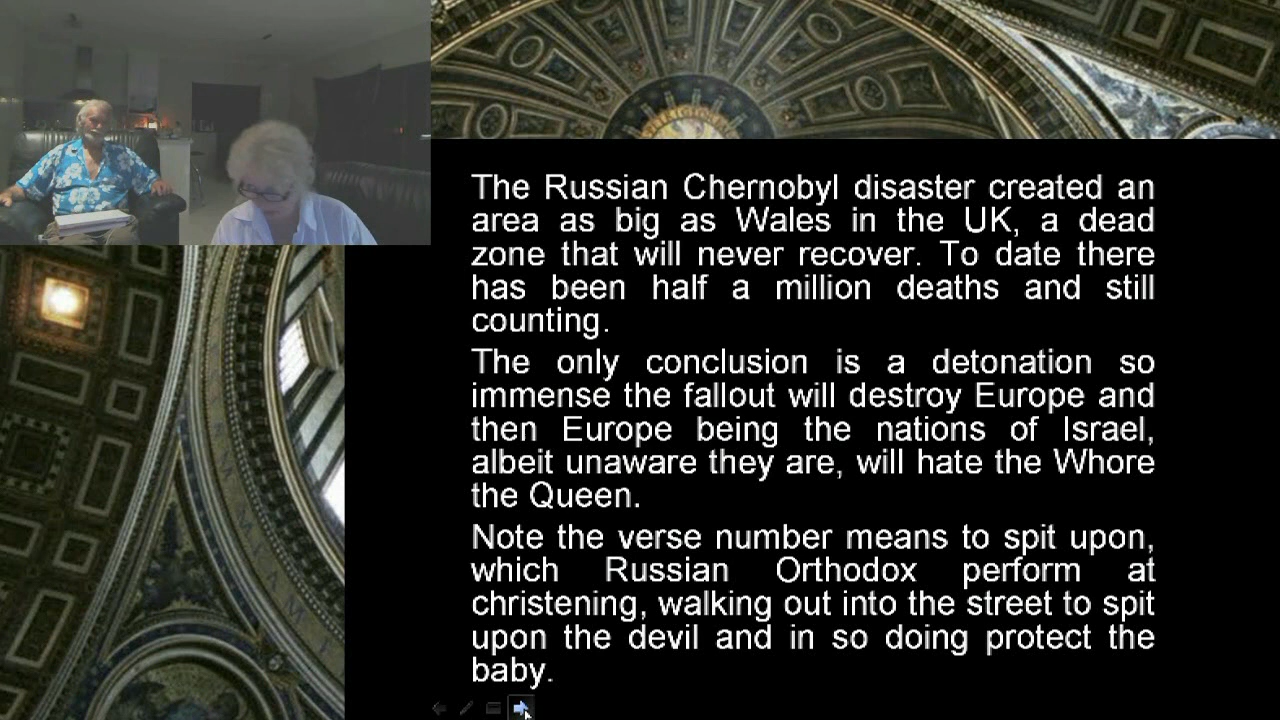 The Russian Chernobyl disaster created an
area as big as Wales in the UK, a dead
zone that will never recover. To date there
has been half a million deaths and still
counting.
The only conclusion is a detonation so
immense the fallout will destroy Europe and
then Europe being the nations of Israel,
albeit unaware they are, will hate the Whore
the Queen.
Note the verse number means to spit upon,
which Russian Orthodox perform at
christening, walking out into the street to spit
upon the devil and in so doing protect the
baby.